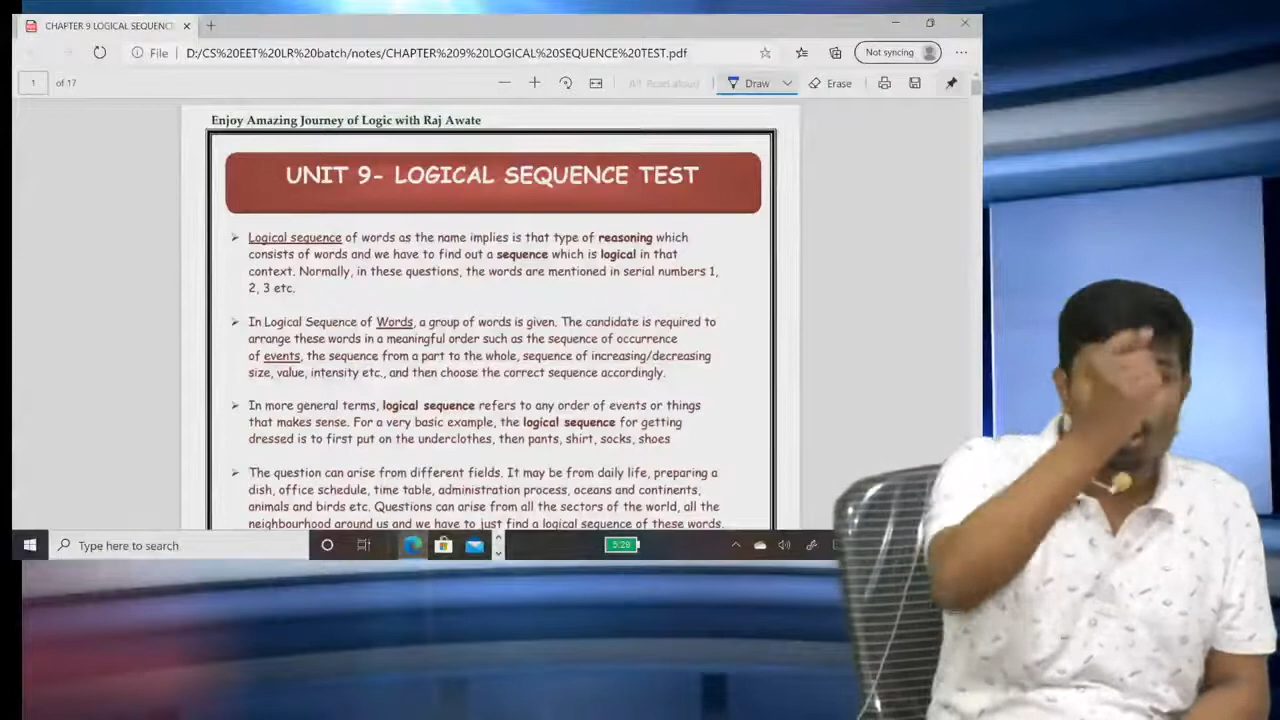 CHAPTER 9 LOGICAL SEQUENC
Not syncing
File
D:/CS%20EET%20LR%20batch/notes/CHAPTER%209%20LOGICAL%20SEQUENCE%20TEST.pdf
1 of 17
Read aloud
Draw
Erase
Enjoy Amazing Journey of Logic with Raj Awate
UNIT 9- LOGICAL SEQUENCE TEST
Logical sequence of words as the name implies is that type of reasoning which
consists of words and we have to find out a sequence which is logical in that
context. Normally, in these questions, the words are mentioned in serial numbers 1,
2, 3 etc.
In Logical Sequence of Words, a group of words is given. The candidate is required to
arrange these words in a meaningful order such as the sequence of occurrence
of events, the sequence from a part to the whole, sequence of increasing/decreasing
size, value, intensity etc., and then choose the correct sequence accordingly.
In more general terms, logical sequence refers to any order of events or things
that makes sense. For a very basic example, the logical sequence for getting
dressed is to first put on the underclothes, then pants, shirt, socks, shoes
The question can arise from different fields. It may be from daily life, preparing a
dish, office schedule, time table, administration process, oceans and continents,
animals and birds etc. Questions can arise from all the sectors of the world, all the
neighbourhood around us and we have to just find a logical sequence of these words.
Type here to search
5:29